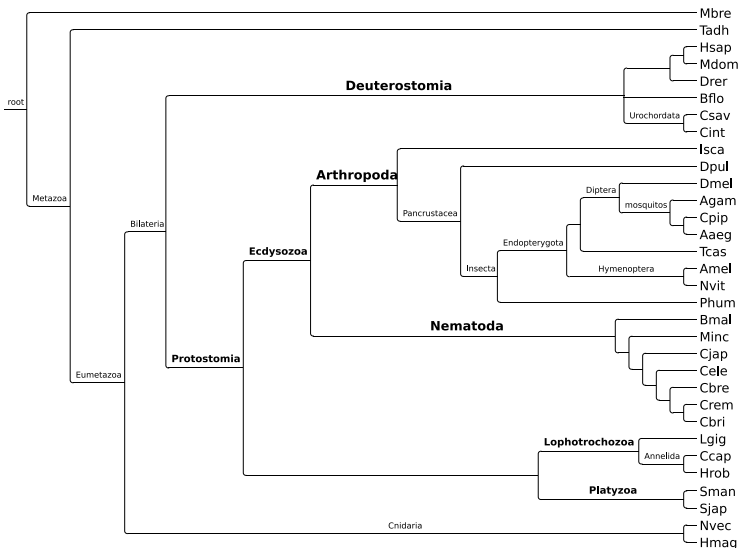 Mbre
Tadh
Hsap
Mdom
Deuterostomia
Drer
Bflo
root
Urochordata
Csav
Cint
Isca
Arthropoda
Dpul
Diptera
Dmel
Metazoa
mosquitos
Agam
Pancrustacea
Cpip
Bilateria
Aaeg
Endopterygota
Ecdysozoa
Tcas
Insecta
Hymenoptera
Amel
Nvit
Phum
Bmal
Nematoda
Minc
Protostomia
Cjap
Eumetazoa
Cele
Cbre
Crem
Cbri
Lophotrochozoa
Lgig
Annelida
Ccap
Hrob
Platyzoa
Sman
Sjap
Cnidaria
Nvec
Hmag